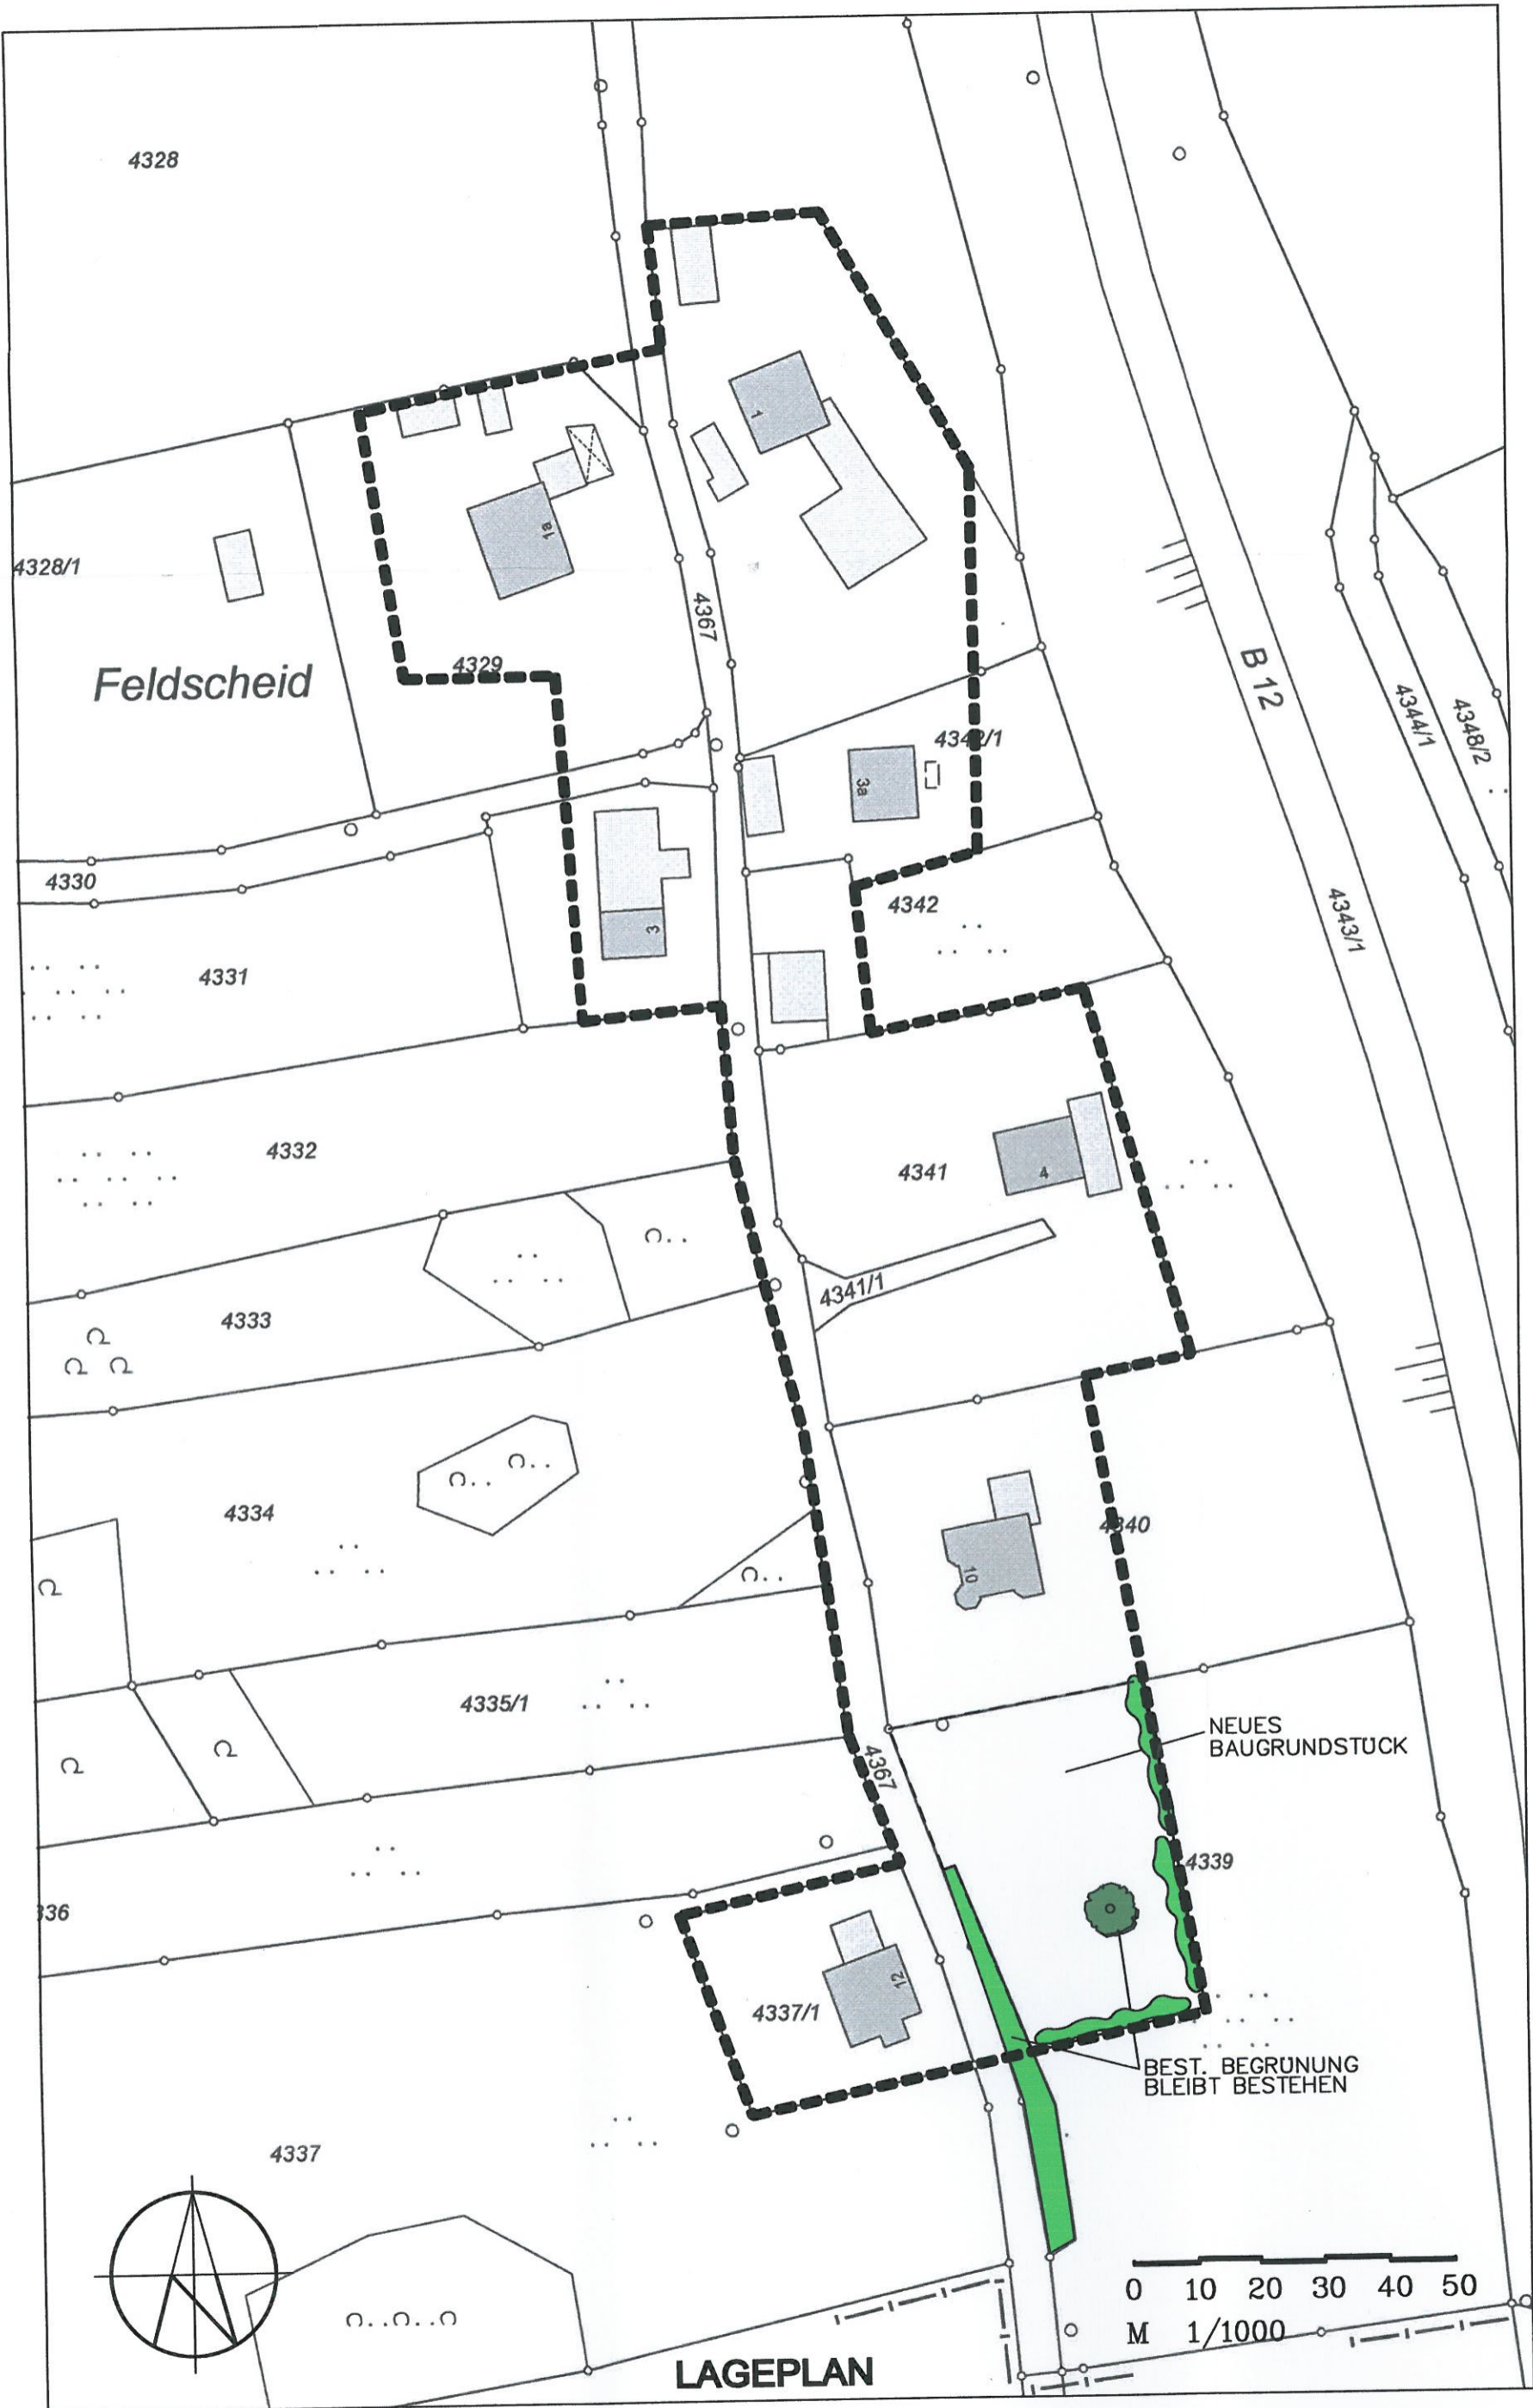 4328
1
1a
4328/1
4367
Feldscheid
4329
B 12
4344/1
4348/2
4342/1
3a
4330
4342
4343/1
3
4331
4332
4341
4
4341/1
4333
4334
4340
10
4335/1
NEUES
BAUGRUNDSTÜCK
4367
4339
336
12
4337/1
BEST. BEGRÜNUNG
BLEIBT BESTEHEN
4337
0 10 20 30 40 50
M 1/1000
LAGEPLAN